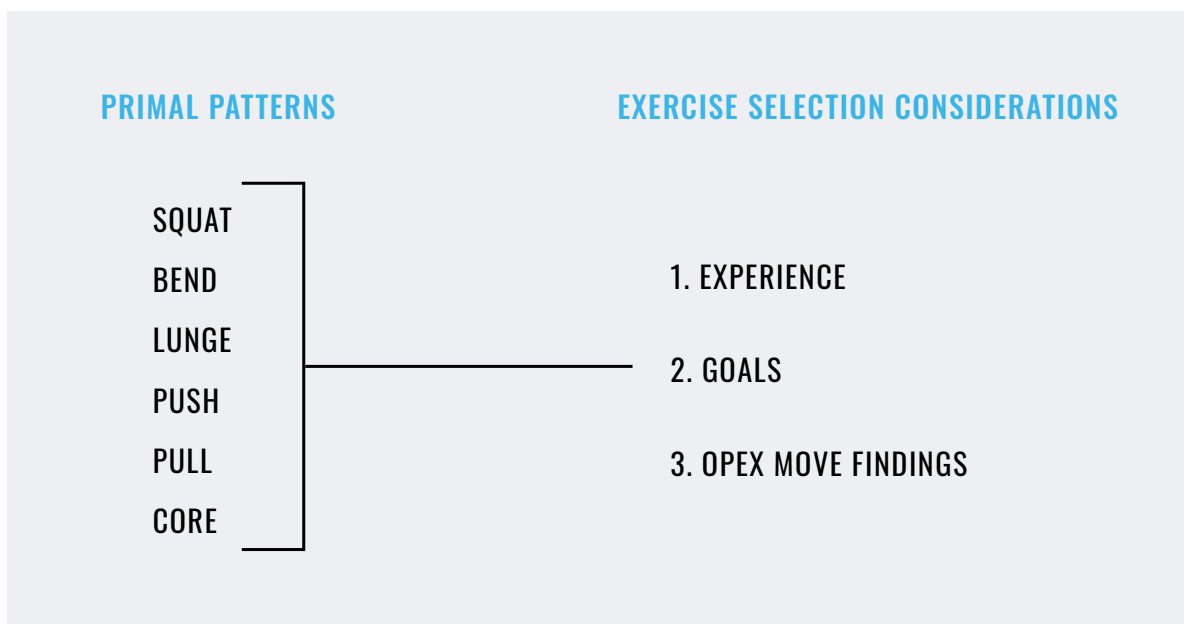 PRIMAL PATTERNS
SQUAT
BEND
LUNGE
PUSH
PULL
CORE
EXERCISE SELECTION CONSIDERATIONS
1. EXPERIENCE
2. GOALS
3. OPEX MOVE FINDINGS